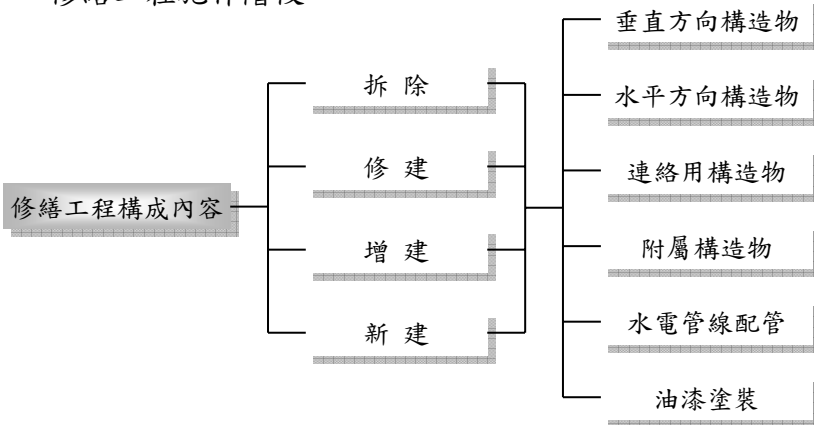 修繕工程構成內容
拆 除
修 建
增 建
新 建
垂直方向構造物
水平方向構造物
連絡用構造物
附屬構造物
水電管線配管
油漆塗裝